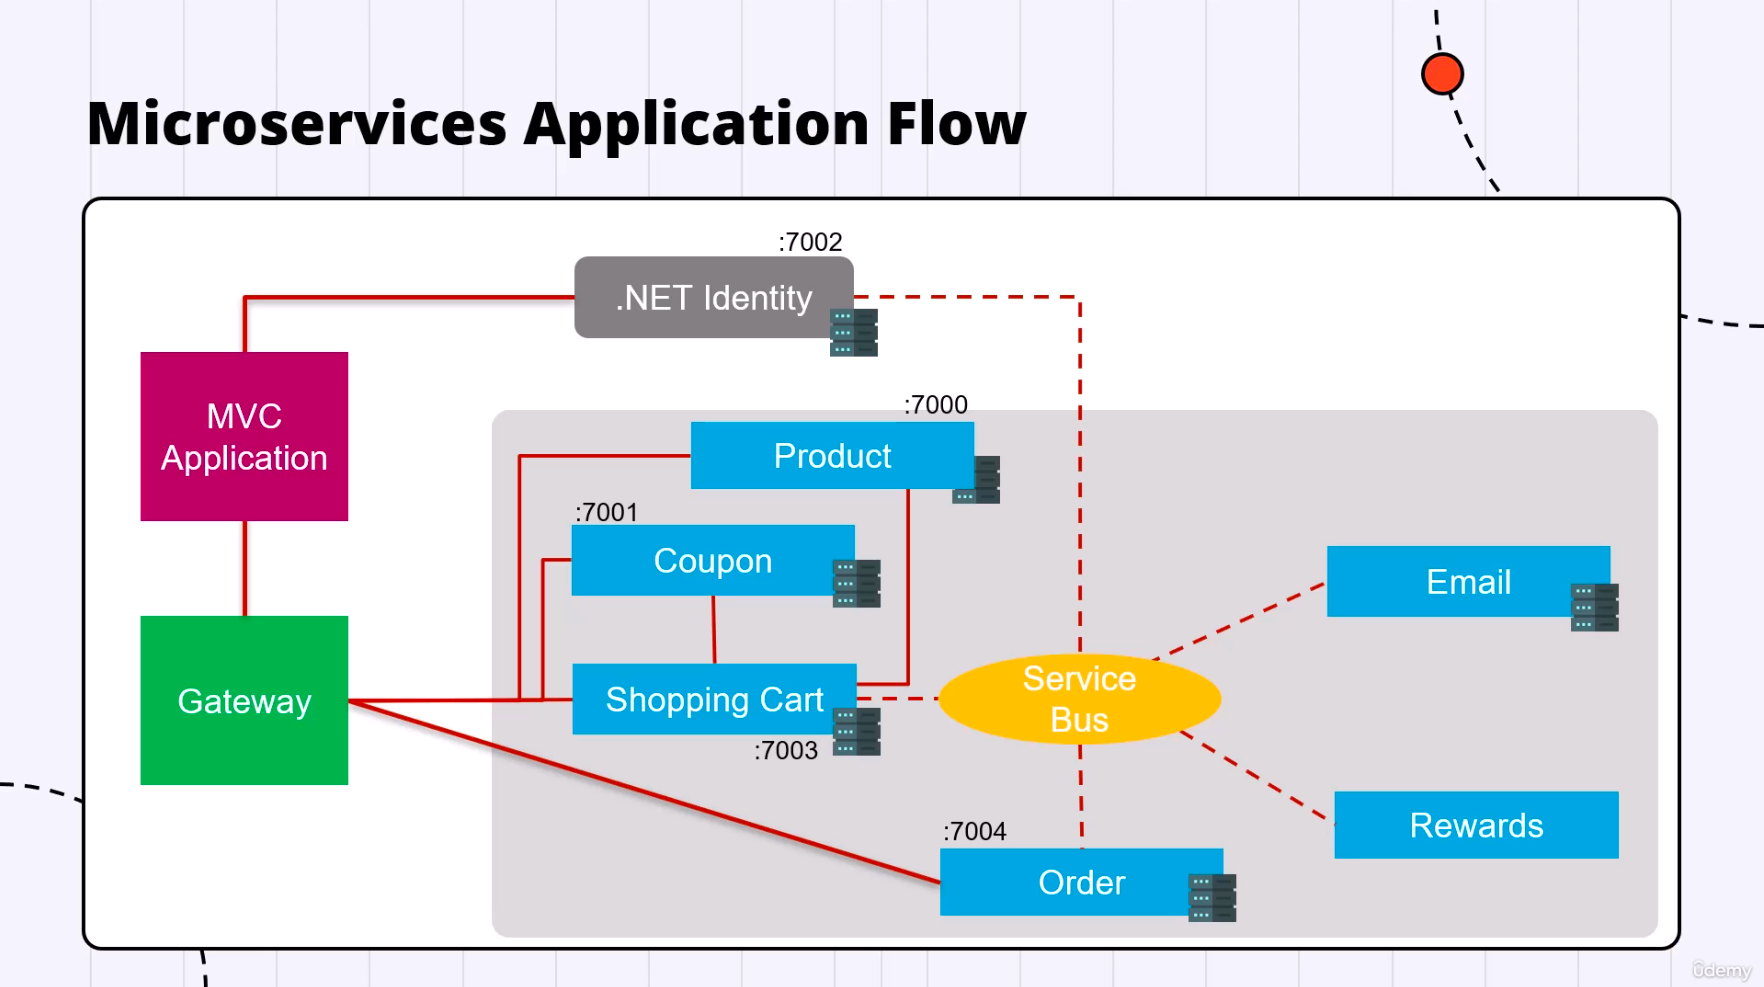 Microservices Application Flow
:7002
.NET Identity
MVC
Application
:7000
Product
:7001
Coupon
Email
Gateway
Shopping Cart
:7003
Service
Bus
:7004
Order
Rewards
ûdemy